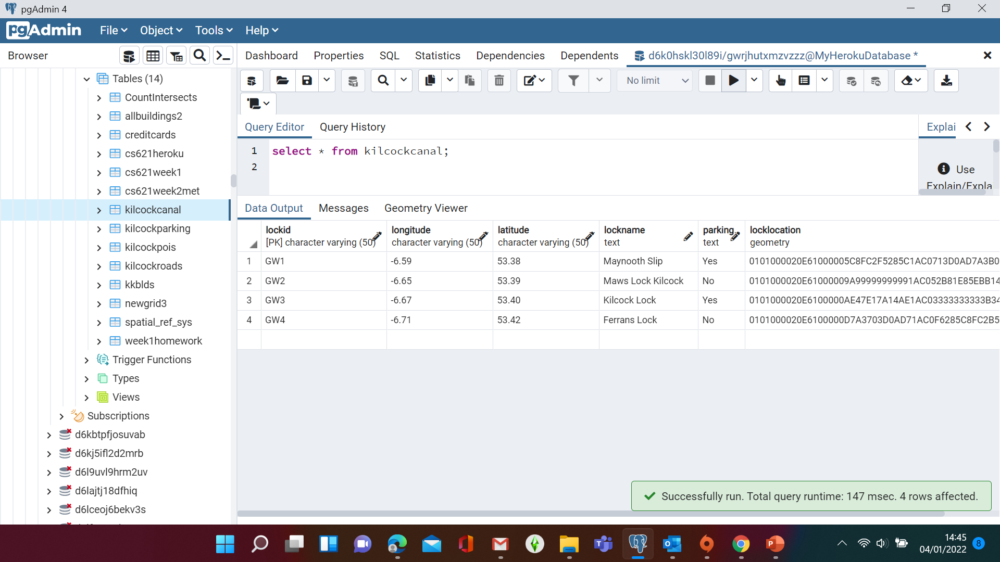 pgAdmin 4
pgAdmin File Object Tools Help
Browser
Dashboard Properties SQL Statistics Dependencies Dependents d6k0hskl30l89i/gwrjhutxmzvzzz@MyHerokuDatabase *
No limit
Tables (14)
CountIntersects
allbuildings2
creditcards
cs621heroku
cs621week1
cs621week2met
kilcockcanal
kilcockparking
kilcockpois
kilcockroads
kkblds
newgrid3
spatial_ref_sys
week1homework
Trigger Functions
Types
Views
Subscriptions
d6kbtpfjosuvab
d6kj5ifl2d2mrb
d6l9uvl9hrm2uv
d6lajtj18dfhiq
d6lceoj6bekv3s
Query Editor Query History
Explai
1 select * from kilcockcanal;
2
Use
Explain/Expla
Data Output Messages Geometry Viewer
lockid longitude latitude lockname parking locklocation
[PK] character varying (50) character varying (50) character varying (50) text text geometry
1 GW1 -6.59 53.38 Maynooth Slip Yes 0101000020E61000005C8FC2F5285C1AC0713D0AD7A3B0
2 GW2 -6.65 53.39 Maws Lock Kilcock No 0101000020E61000009A99999999991AC052B81E85EBB14
3 GW3 -6.67 53.40 Kilcock Lock Yes 0101000020E6100000AE47E17A14AE1AC03333333333B34
4 GW4 -6.71 53.42 Ferrans Lock No 0101000020E6100000D7A3703D0AD71AC0F6285C8FC2B5
Successfully run. Total query runtime: 147 msec. 4 rows affected.
14:45
04/01/2022
8